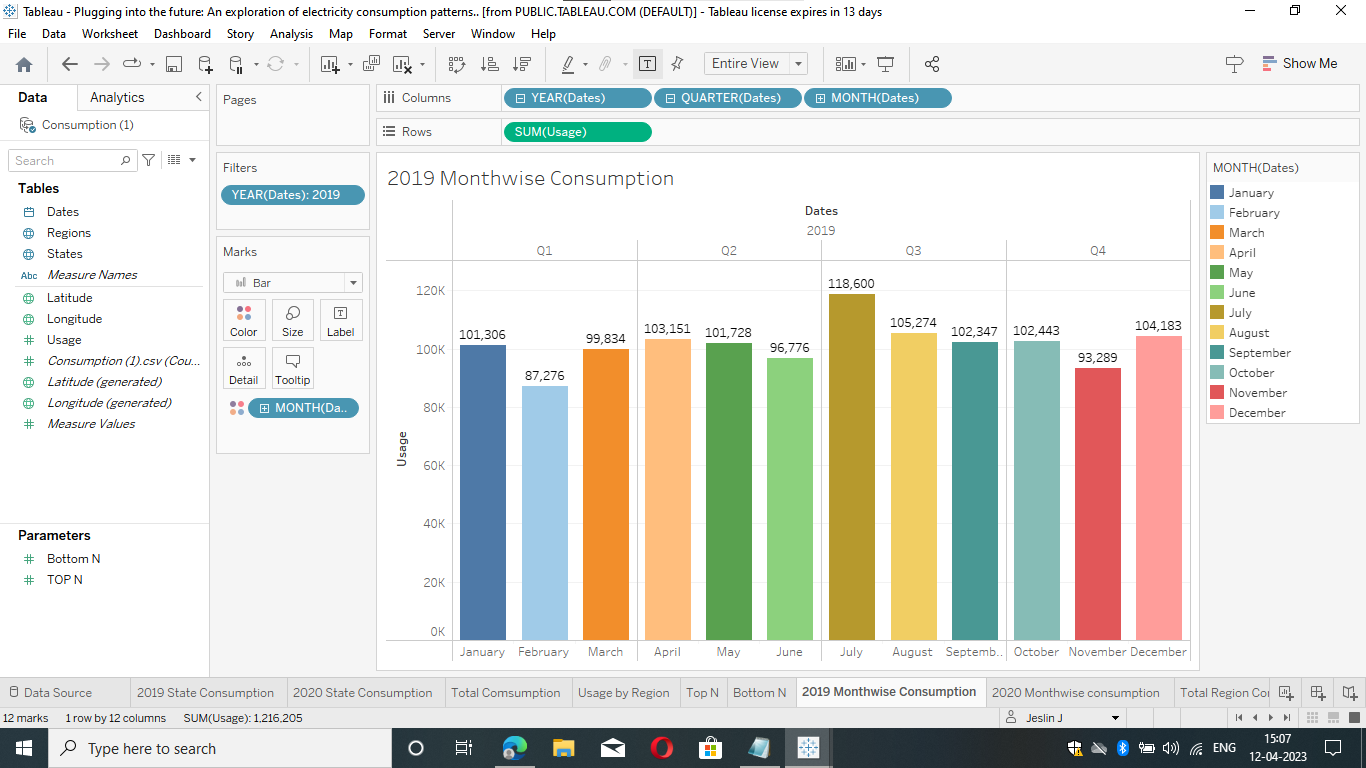 Tableau - Plugging into the future: An exploration of electricity consumption patterns.. [from PUBLIC.TABLEAU.COM (DEFAULT)] - Tableau license expires in 13 days
File Data Worksheet Dashboard Story Analysis Map Format Server Window Help
Entire View
Show Me
Data Analytics
Consumption (1)
Search
Tables
Dates
Regions
States
Abc Measure Names
Latitude
Longitude
Usage
Consumption (1).csv (Cou...
Latitude (generated)
Longitude (generated)
Measure Values
Parameters
Bottom N
TOP N
Pages
Filters
YEAR(Dates): 2019
Marks
Bar
Color Size Label
Detail Tooltip
MONTH(Da..
Columns YEAR(Dates) QUARTER(Dates) MONTH(Dates)
Rows SUM(Usage)
2019 Monthwise Consumption
Dates
2019
Q1 Q2 Q3 Q4
Usage
120K
100K
80K
60K
40K
20K
0K
101,306
87,276
99,834
103,151
101,728
96,776
118,600
105,274
102,347
102,443
93,289
104,183
January February March April May June July August Septemb.. October November December
MONTH(Dates)
January
February
March
April
May
June
July
August
September
October
November
December
Data Source 2019 State Consumption 2020 State Consumption Total Comsumption Usage by Region Top N Bottom N 2019 Monthwise Consumption 2020 Monthwise consumption Total Region Cor
12 marks 1 row by 12 columns SUM(Usage): 1,216,205
Jeslin J
Type here to search
ENG
15:07
12-04-2023